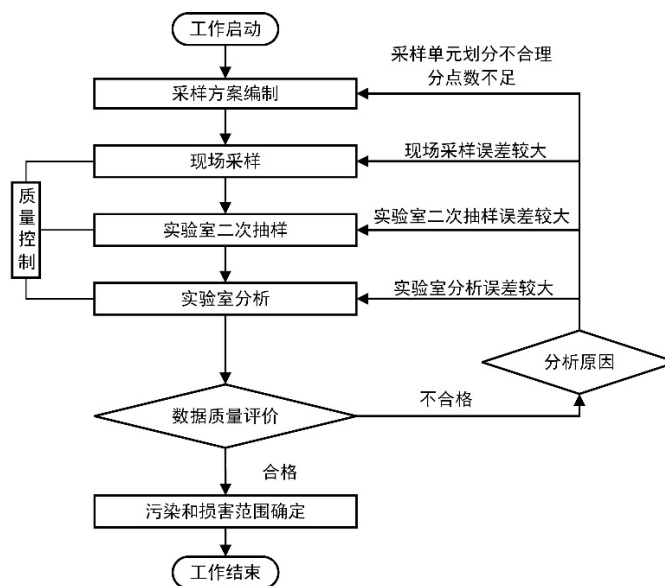 工作启动
采样单元划分不合理
分点数不足
采样方案编制
现场采样
现场采样误差较大
质量控制
实验室二次抽样
实验室二次抽样误差较大
实验室分析
实验室分析误差较大
分析原因
数据质量评价
不合格
合格
污染和损害范围确定
工作结束